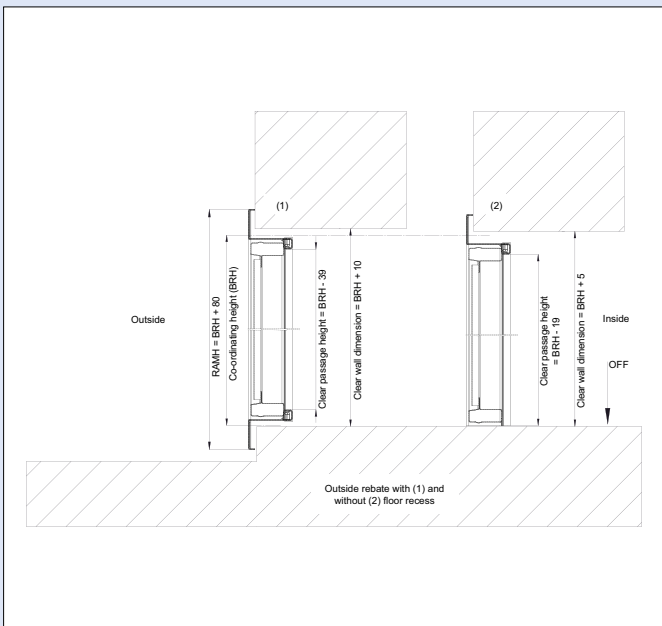 (1)
(2)
Outside
RAMH = BRH + 80
Co-ordinating height (BRH)
Clear passage height = BRH - 39
Clear wall dimension = BRH + 10
Clear passage height
= BRH - 19
Clear wall dimension = BRH + 5
Inside
OFF
Outside rebate with (1) and
without (2) floor recess